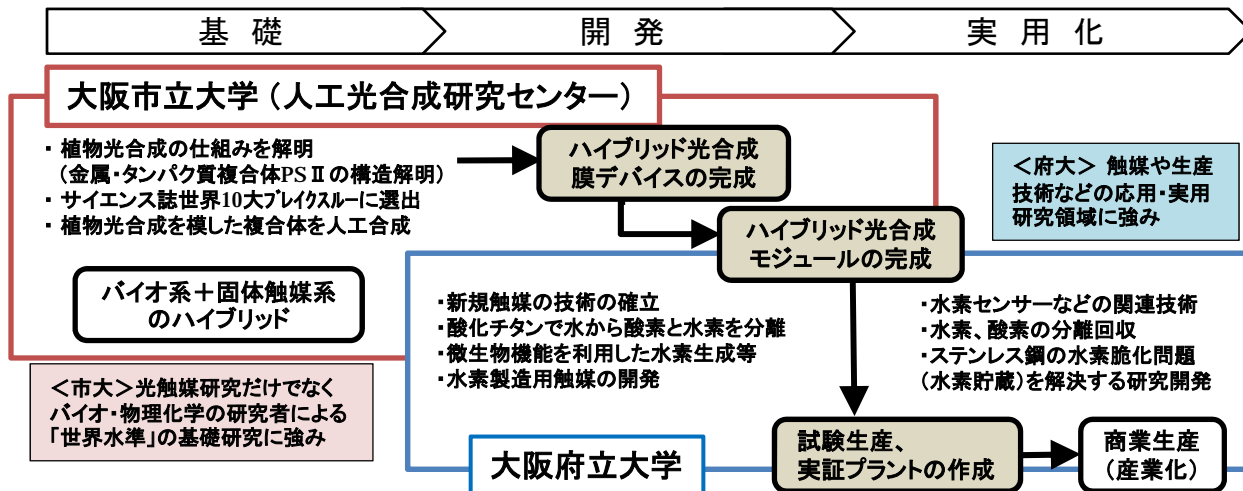 基 礎
開 発
実 用 化
大阪市立大学（人工光合成研究センター）
・植物光合成の仕組みを解明
（金属・タンパク質複合体PSⅡの構造解明）
・サイエンス誌世界10大ブレイクスルーに選出
・植物光合成を模した複合体を人工合成
ハイブリッド光合成
膜デバイスの完成
＜府大＞ 触媒や生産
技術などの応用・実用
研究領域に強み
ハイブリッド光合成
モジュールの完成
バイオ系＋固体触媒系
のハイブリッド
・新規触媒の技術の確立
・酸化チタンで水から酸素と水素を分離
・微生物機能を利用した水素生成等
・水素製造用触媒の開発
・水素センサーなどの関連技術
・水素、酸素の分離回収
・ステンレス鋼の水素脆化問題
（水素貯蔵）を解決する研究開発
＜市大＞光触媒研究だけでなく
バイオ・物理化学の研究者による
「世界水準」の基礎研究に強み
大阪府立大学
試験生産、
実証プラントの作成
商業生産
（産業化）